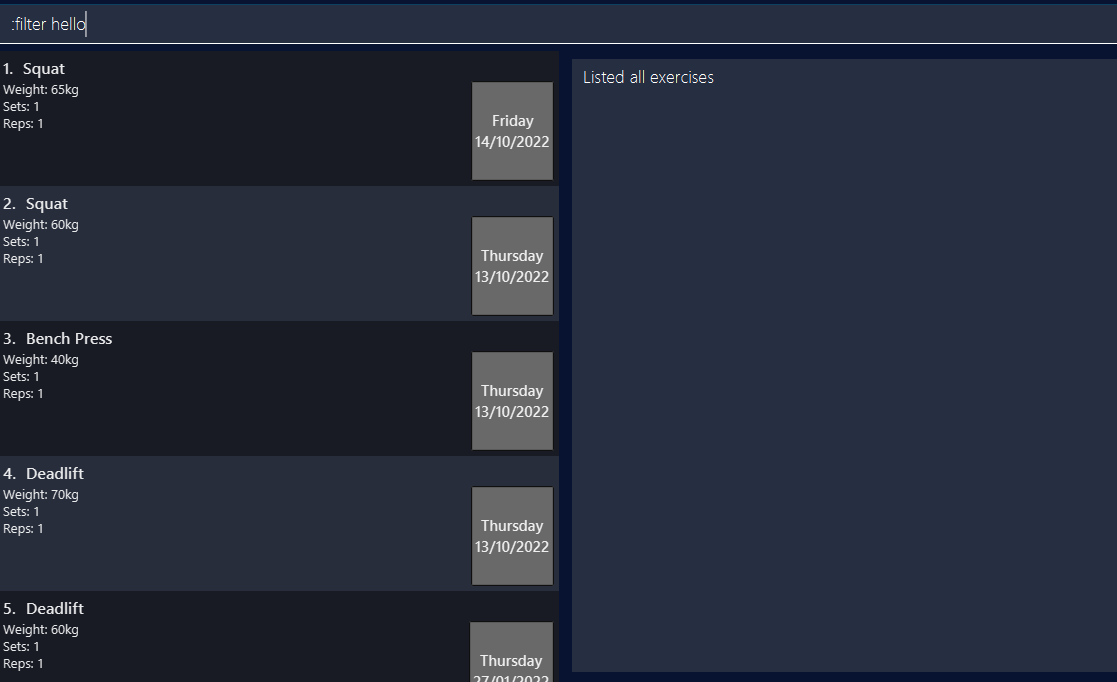 :filter hello
1. Squat
Weight: 65kg
Sets: 1
Reps: 1
Friday
14/10/2022
2. Squat
Weight: 60kg
Sets: 1
Reps: 1
Thursday
13/10/2022
3. Bench Press
Weight: 40kg
Sets: 1
Reps: 1
Thursday
13/10/2022
4. Deadlift
Weight: 70kg
Sets: 1
Reps: 1
Thursday
13/10/2022
5. Deadlift
Weight: 60kg
Sets: 1
Reps: 1
Thursday
27/01/2022
Listed all exercises